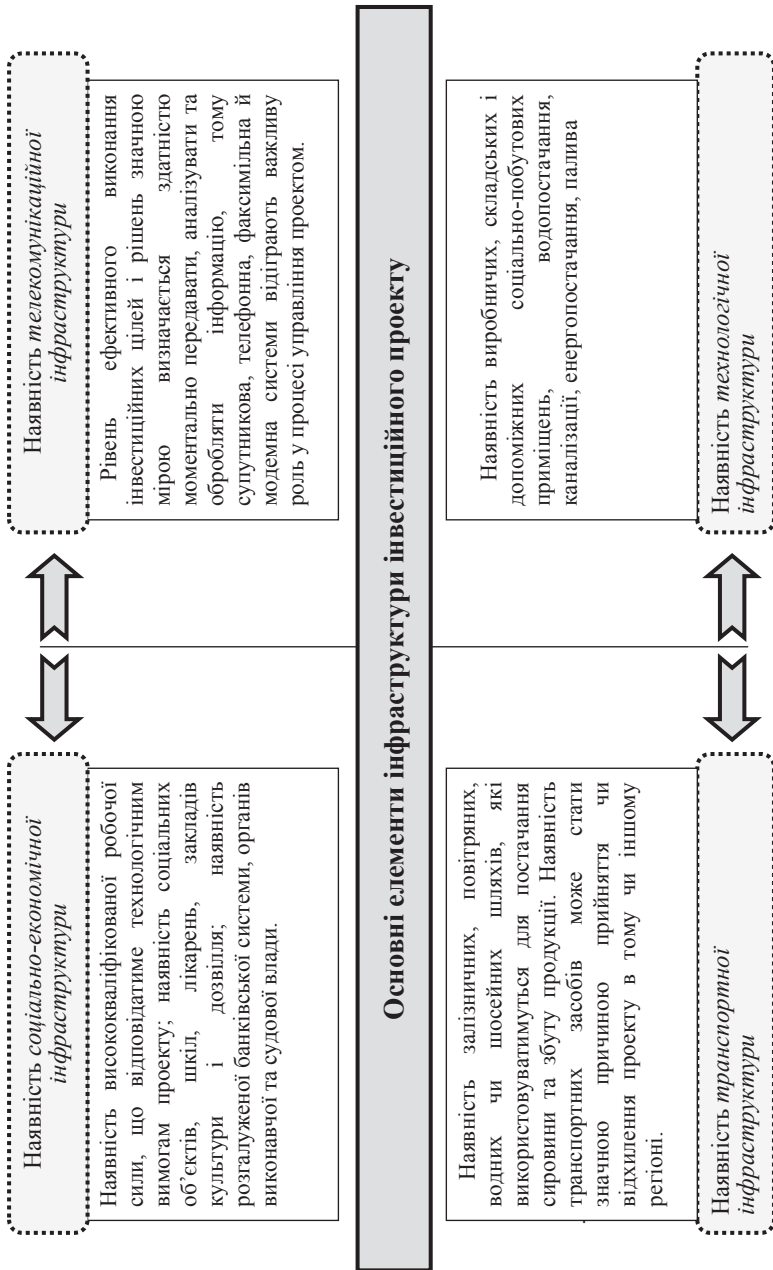 Наявність соціально-економічної
інфраструктури
Наявність висококваліфікованої робочої
сили, що відповідатиме технологічним
вимогам проекту; наявність соціальних
об’єктів, шкіл, лікарень, закладів
культури і дозвілля; наявність
розгалуженої банківської системи, органів
виконавчої та судової влади.
Наявність телекомунікаційної
інфраструктури
Рівень ефективного виконання
інвестиційних цілей і рішень значною
мірою визначається здатністю
моментально передавати, аналізувати та
обробляти інформацію, тому
супутникова, телефонна, факсимільна й
модемна системи відіграють важливу
роль у процесі управління проектом.
Основні елементи інфраструктури інвестиційного проекту
Наявність залізничних, повітряних,
водних чи шосейних шляхів, які
використовуватимуться для постачання
сировини та збуту продукції. Наявність
транспортних засобів може стати
значною причиною прийняття чи
відхилення проекту в тому чи іншому
регіоні.
Наявність транспортної
інфраструктури
Наявність виробничих, складських і
допоміжних соціально-побутових
приміщень, водопостачання,
каналізації, енергопостачання, палива
Наявність технологічної
інфраструктури